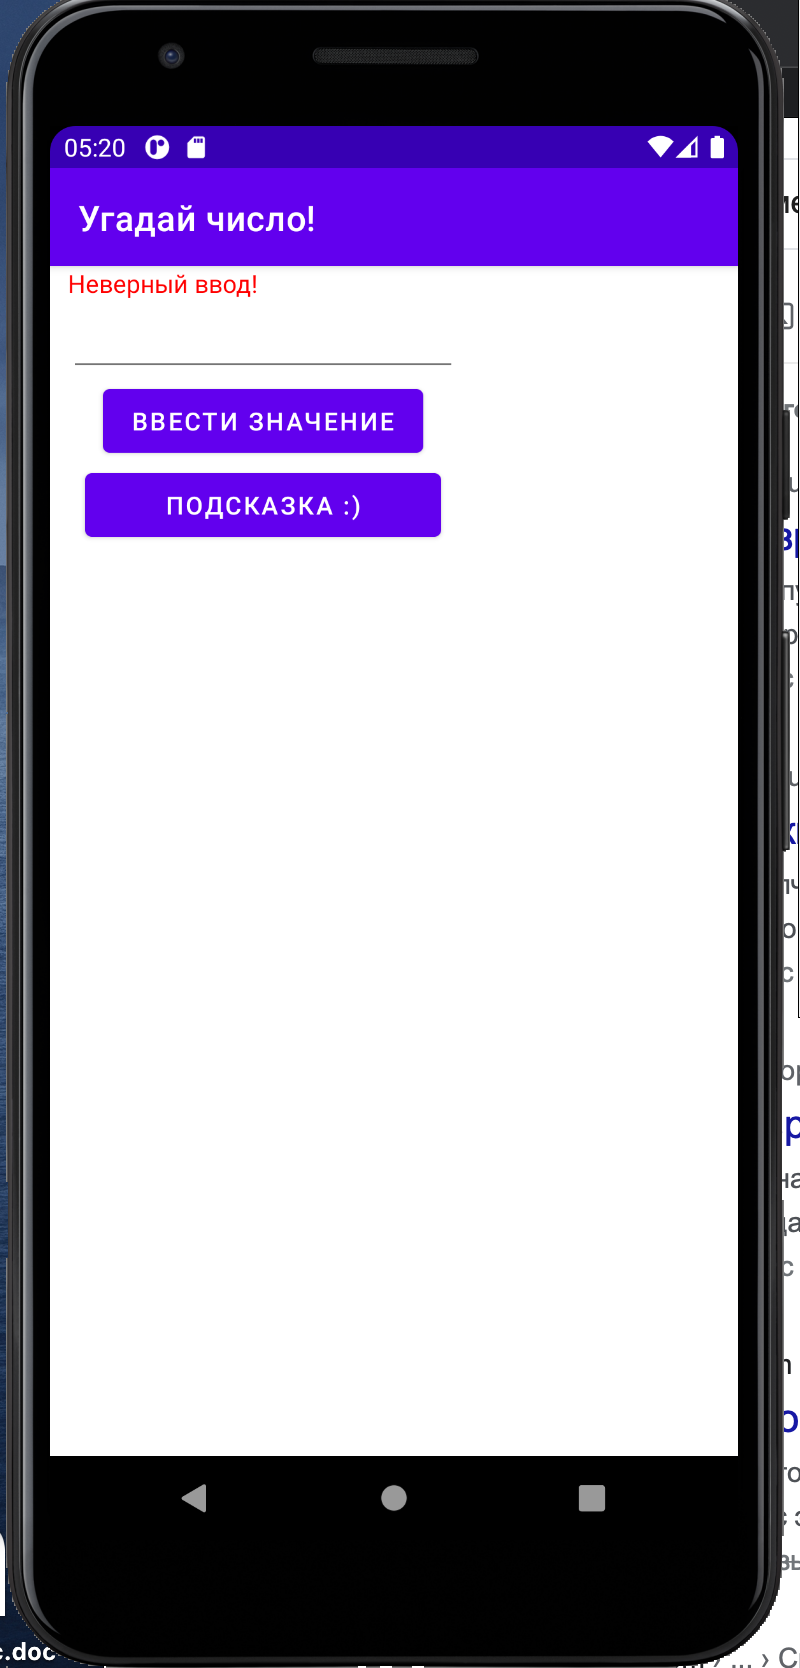 05:20
Угадай число!
Неверный ввод!
ВВЕСТИ ЗНАЧЕНИЕ
ПОДСКАЗКА :)
c.doc